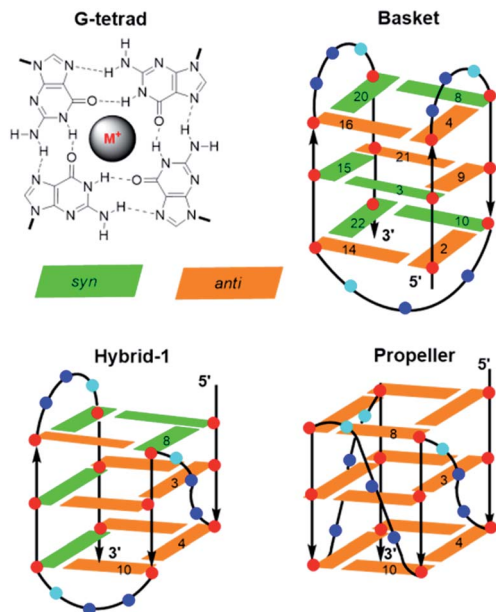 G-tetrad
N
H
N
H
N
N
N
N
O
H
N
N
N
N
H
N
H
O
N
H
M⁺
H
N
H
O
H
N
N
H
O
N
N
N
N
N
H
H
N
N
N
syn
anti
Basket
20
8
16
4
21
15
9
3
22
10
14
2
3'
5'
Hybrid-1
5'
8
3
4
10
3'
Propeller
5'
8
3
4
10
3'